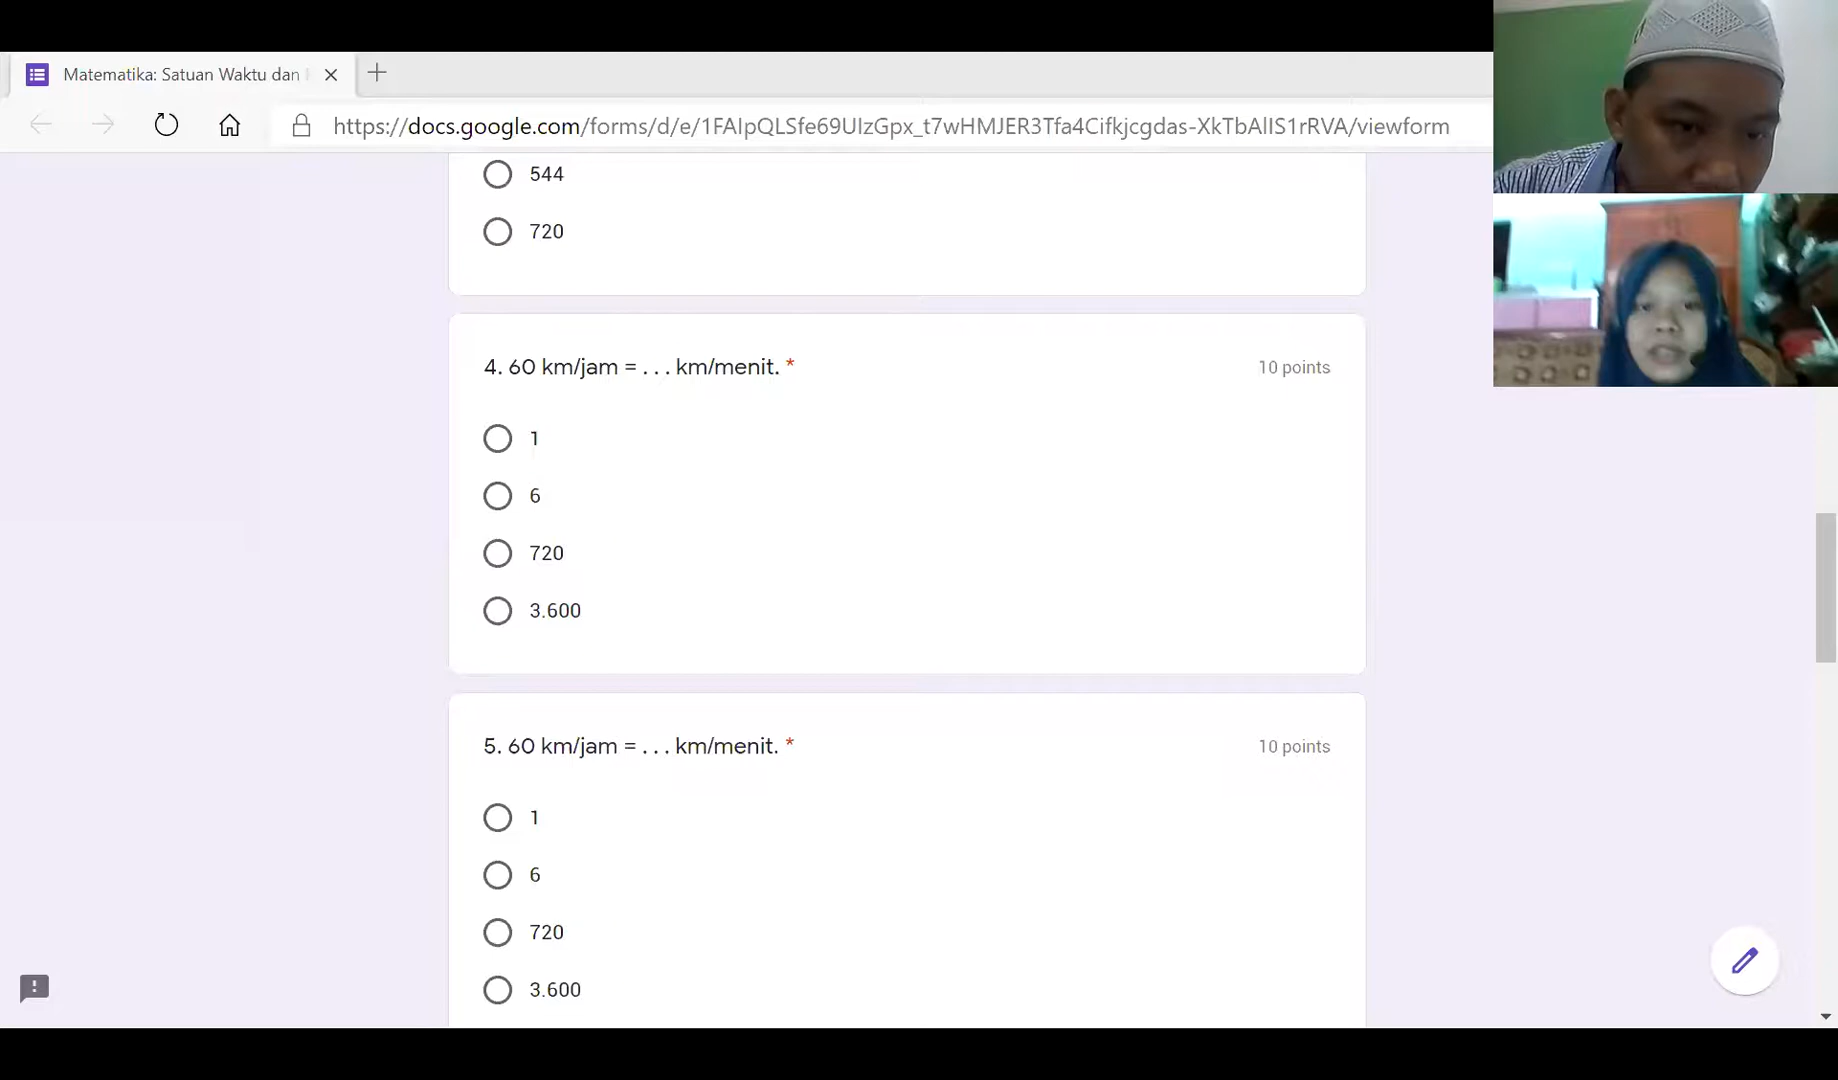 Matematika: Satuan Waktu dan
https://docs.google.com/forms/d/e/1FAIpQLSfe69UIzGpx_t7wHMJER3Tfa4Cifkjcgdas-XkTbAlIS1rRVA/viewform
544
720
4. 60 km/jam = . . . km/menit. *
10 points
1
6
720
3.600
5. 60 km/jam = . . . km/menit. *
10 points
1
6
720
3.600